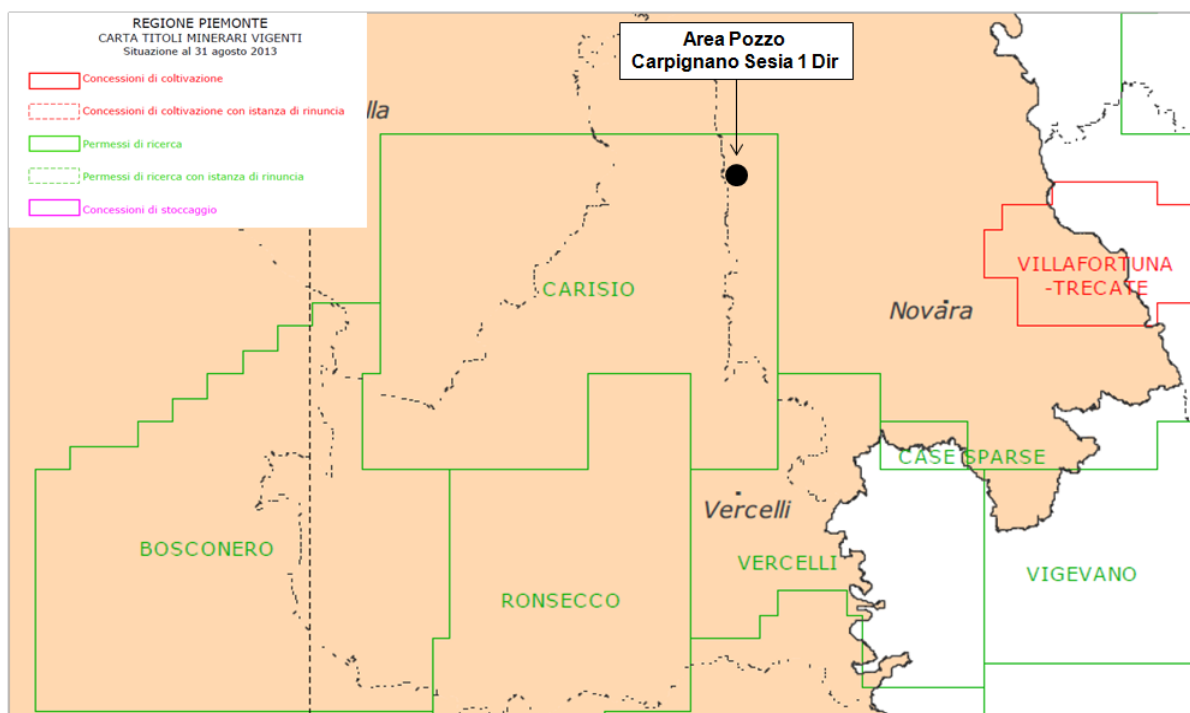 REGIONE PIEMONTE
CARTA TITOLI MINERARI VIGENTI
Situazione al 31 agosto 2013
Concessioni di coltivazione
Concessioni di coltivazione con istanza di rinuncia
Permessi di ricerca
Permessi di ricerca con istanza di rinuncia
Concessioni di stoccaggio
Area Pozzo
Carpignano Sesia 1 Dir
lla
CARISIO
VILLAFORTUNA
-TRECATE
Novara
CASE SPARSE
Vercelli
BOSCONERO
VERCELLI
VIGEVANO
RONSECCO